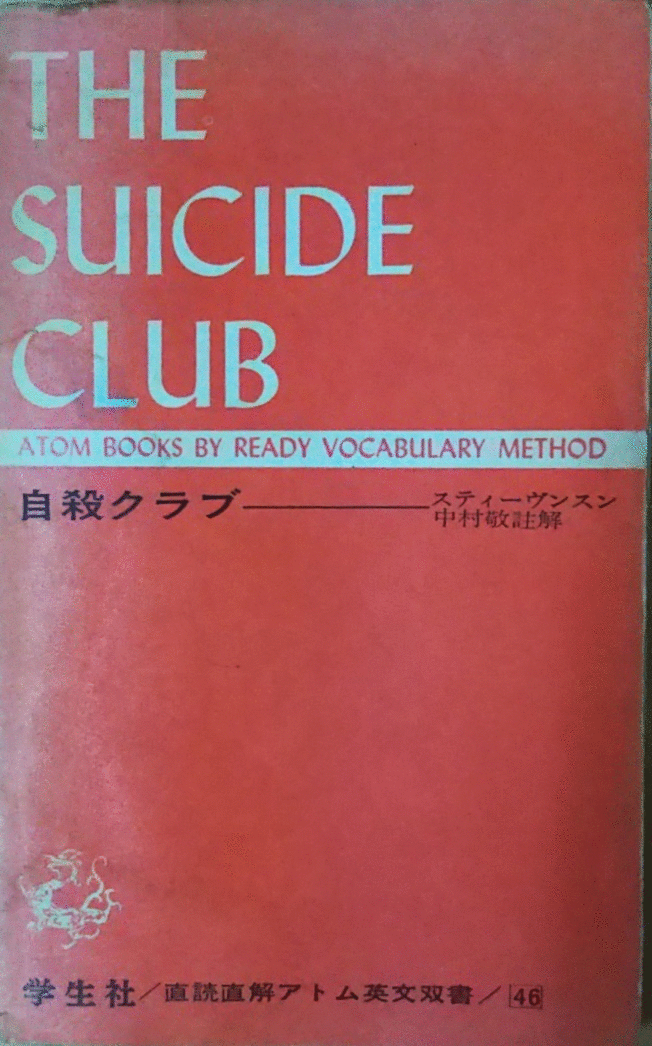 THE
SUICIDE
CLUB
ATOM BOOKS BY READY VOCABULARY METHOD
自殺クラブ――スティーヴンスン
中村敬註解
学生社/直読直解アトム英文双書/46